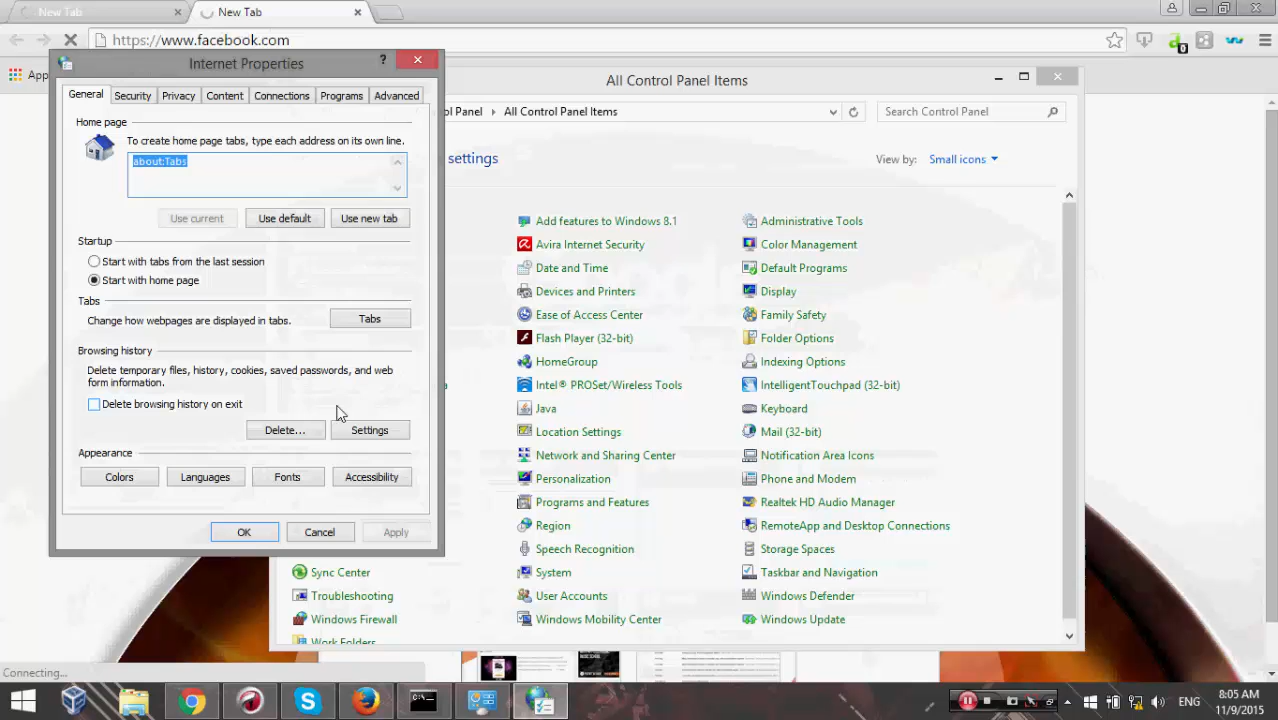 New Tab
New Tab
https://www.facebook.com
App
0
Internet Properties
?
General
Security
Privacy
Content
Connections
Programs
Advanced
Home page
To create home page tabs, type each address on its own line.
about:Tabs
Use current
Use default
Use new tab
Startup
Start with tabs from the last session
Start with home page
Tabs
Change how webpages are displayed in tabs.
Tabs
Browsing history
Delete temporary files, history, cookies, saved passwords, and web
form information.
Delete browsing history on exit
Delete...
Settings
Appearance
Colors
Languages
Fonts
Accessibility
OK
Cancel
Apply
All Control Panel Items
ol Panel
All Control Panel Items
Search Control Panel
settings
View by:
Small icons
Add features to Windows 8.1
Administrative Tools
Avira Internet Security
Color Management
Date and Time
Default Programs
Devices and Printers
Display
Ease of Access Center
Family Safety
Flash Player (32-bit)
Folder Options
HomeGroup
Indexing Options
Intel® PROSet/Wireless Tools
IntelligentTouchpad (32-bit)
Java
Keyboard
Location Settings
Mail (32-bit)
Network and Sharing Center
Notification Area Icons
Personalization
Phone and Modem
Programs and Features
Realtek HD Audio Manager
Region
RemoteApp and Desktop Connections
Speech Recognition
Storage Spaces
Sync Center
System
Taskbar and Navigation
Troubleshooting
User Accounts
Windows Defender
Windows Firewall
Windows Mobility Center
Windows Update
Work Folders
Connecting...
ENG
8:05 AM
11/9/2015